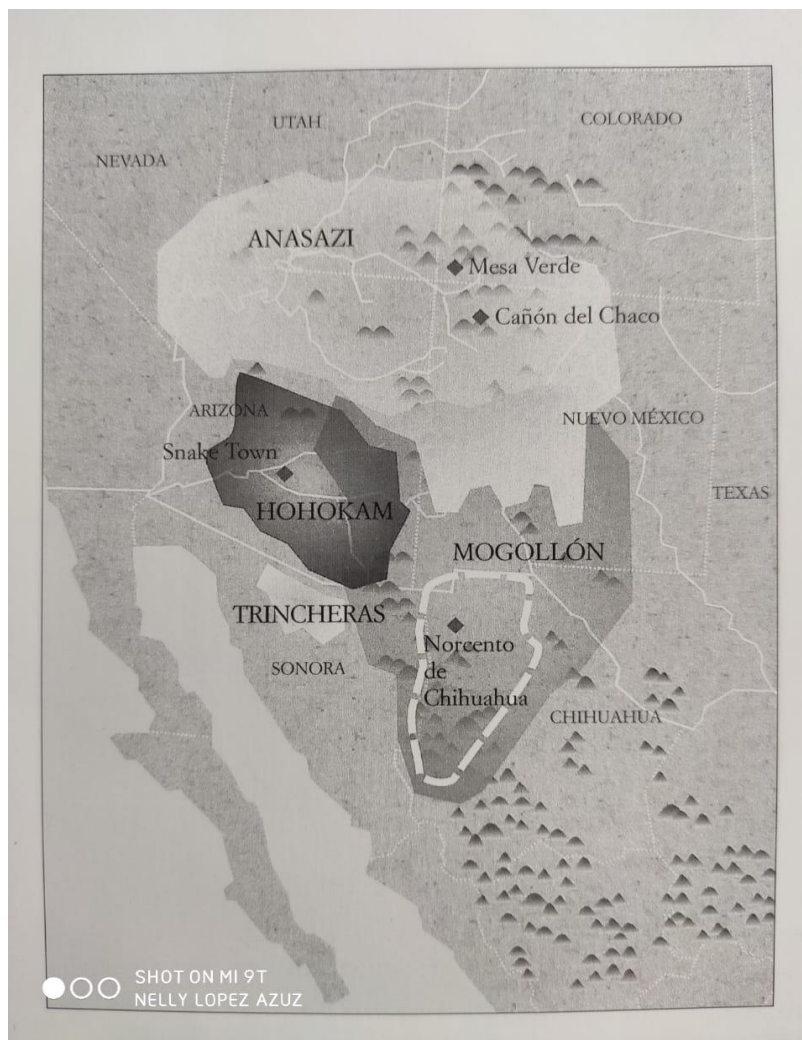 UTAH
COLORADO
NEVADA
ANASAZI
Mesa Verde
Cañón del Chaco
ARIZONA
NUEVO MÉXICO
Snake Town
TEXAS
HOHOKAM
MOGOLLÓN
TRINCHERAS
Norcento
de
Chihuahua
SONORA
CHIHUAHUA
SHOT ON MI 9T
NELLY LOPEZ AZUZ